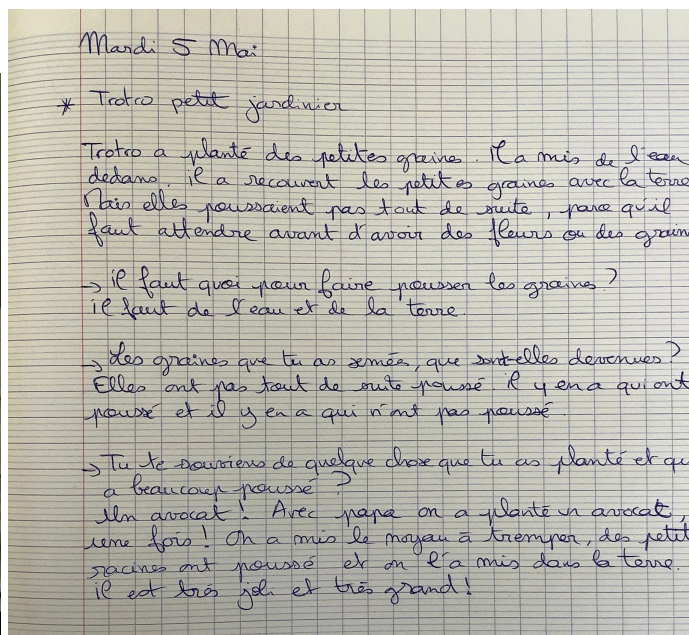 Mardi 5 Mai
* Trotro petit jardinier
Trotro a planté des petites graines. Il a mis de l'eau
dedans, il a recouvert les petites graines avec la terre
Mais elles poussaient pas tout de suite, parce qu'il
faut attendre avant d'avoir des fleurs ou des grain
→ il faut quoi pour faire pousser les graines ?
il faut de l'eau et de la terre.
→ Les graines que tu as semées, que sont-elles devenues ?
Elles ont pas tout de suite poussé. Il y en a qui ont
poussé et il y en a qui n'ont pas poussé.
→ Tu te souviens de quelque chose que tu as planté et qu
a beaucoup poussé ?
Un avocat ! Avec papa on a planté un avocat,
une fois ! On a mis le noyau à tremper, des petit
racines ont poussé et on l'a mis dans la terre.
il est très joli et très grand !